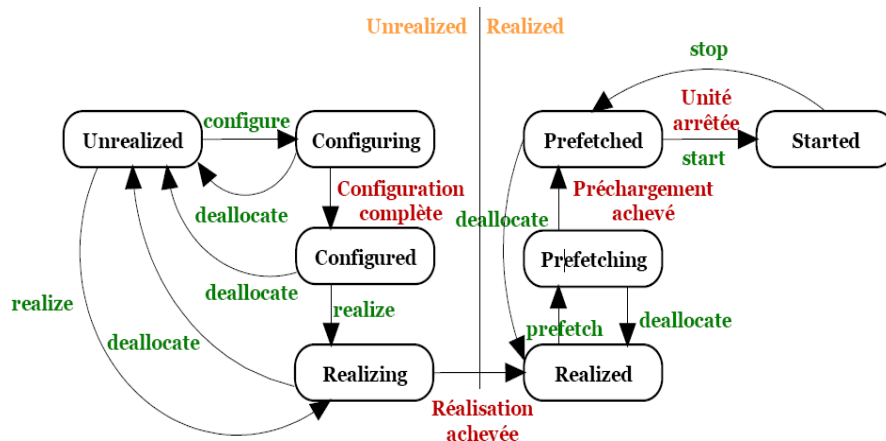 Unrealized Realized
stop
Unrealized
configure
Configuring
Prefetched
Unité
arrêtée
start
Started
deallocate
Configuration
complète
deallocate
Préchargement
achevé
Configured
Prefetching
realize
deallocate
realize
prefetch
deallocate
deallocate
Realizing
Realized
Réalisation
achevée